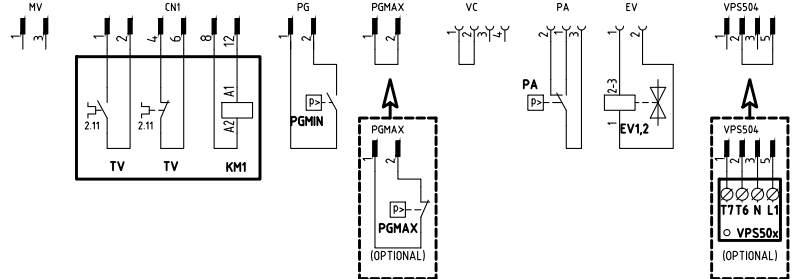 MV CN1 PG PGMAX VC PA EV VPS504
1 3 1 2 4 6 8 12 1 2 1 2 1 2 3 4 2 1 3 1 2 1 2 3 5
2.11 2.11 A1 A2
TV TV KM1
P> PGMIN
PA P>
2-3 1 EV1,2
PGMAX
1 2
P> PGMAX
(OPTIONAL)
VPS504
1 2 3 5
T7 T6 N L1
VPS50x
(OPTIONAL)